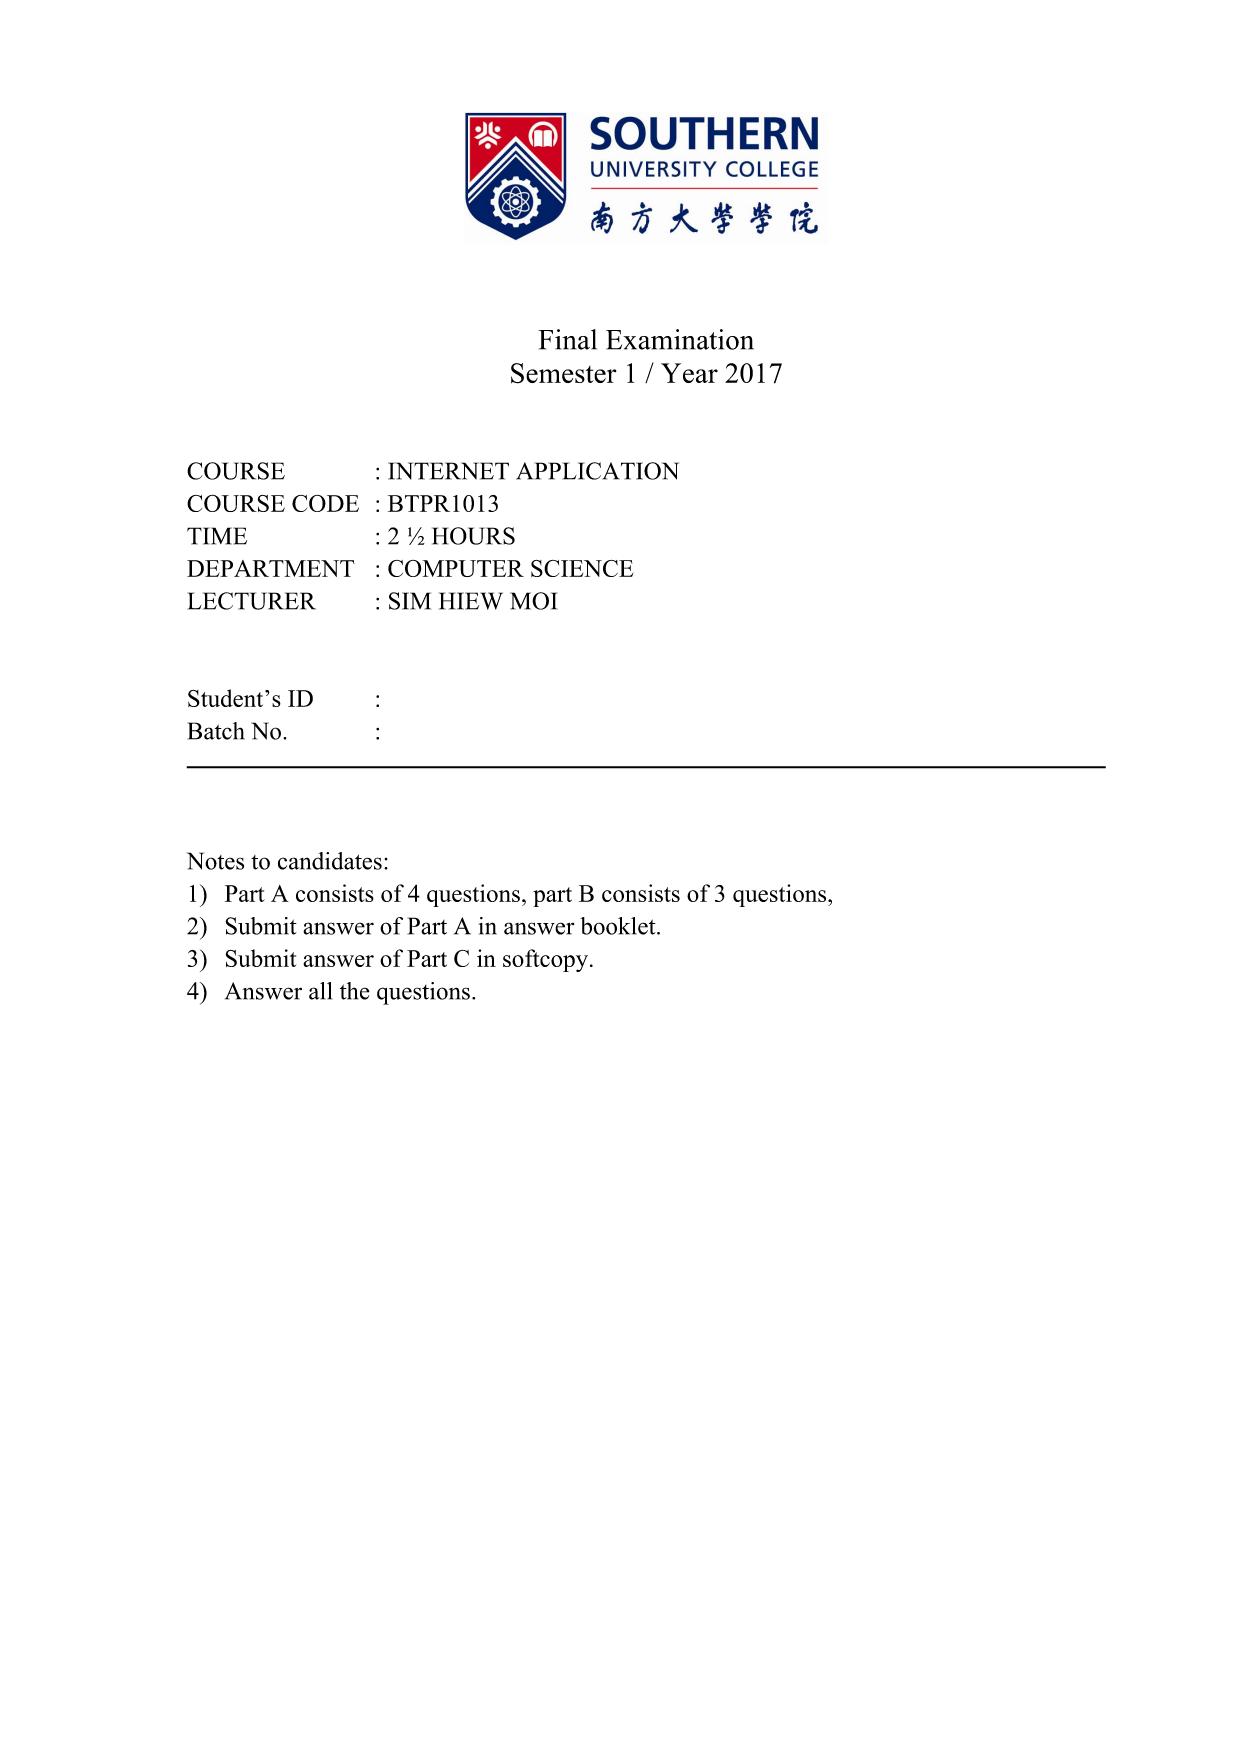 SOUTHERN
UNIVERSITY COLLEGE
南方大學學院
Final Examination
Semester 1 / Year 2017
COURSE : INTERNET APPLICATION
COURSE CODE : BTPR1013
TIME : 2 ½ HOURS
DEPARTMENT : COMPUTER SCIENCE
LECTURER : SIM HIEW MOI
Student’s ID :
Batch No. :
Notes to candidates:
1) Part A consists of 4 questions, part B consists of 3 questions,
2) Submit answer of Part A in answer booklet.
3) Submit answer of Part C in softcopy.
4) Answer all the questions.